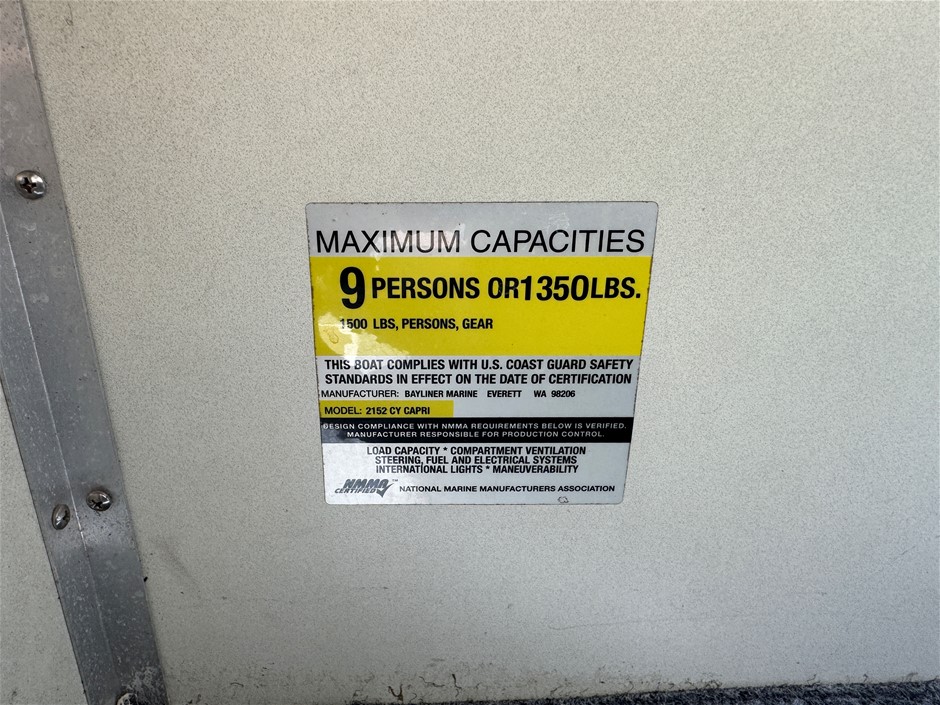 MAXIMUM CAPACITIES
9 PERSONS OR 1350 LBS.
1500 LBS, PERSONS, GEAR
THIS BOAT COMPLIES WITH U.S. COAST GUARD SAFETY
STANDARDS IN EFFECT ON THE DATE OF CERTIFICATION
MANUFACTURER: BAYLINER MARINE EVERETT WA 98206
MODEL: 2152 CY CAPRI
DESIGN COMPLIANCE WITH NMMA REQUIREMENTS BELOW IS VERIFIED.
MANUFACTURER RESPONSIBLE FOR PRODUCTION CONTROL.
LOAD CAPACITY * COMPARTMENT VENTILATION
STEERING, FUEL AND ELECTRICAL SYSTEMS
INTERNATIONAL LIGHTS * MANEUVERABILITY
NMMA™
CERTIFIED
NATIONAL MARINE MANUFACTURERS ASSOCIATION